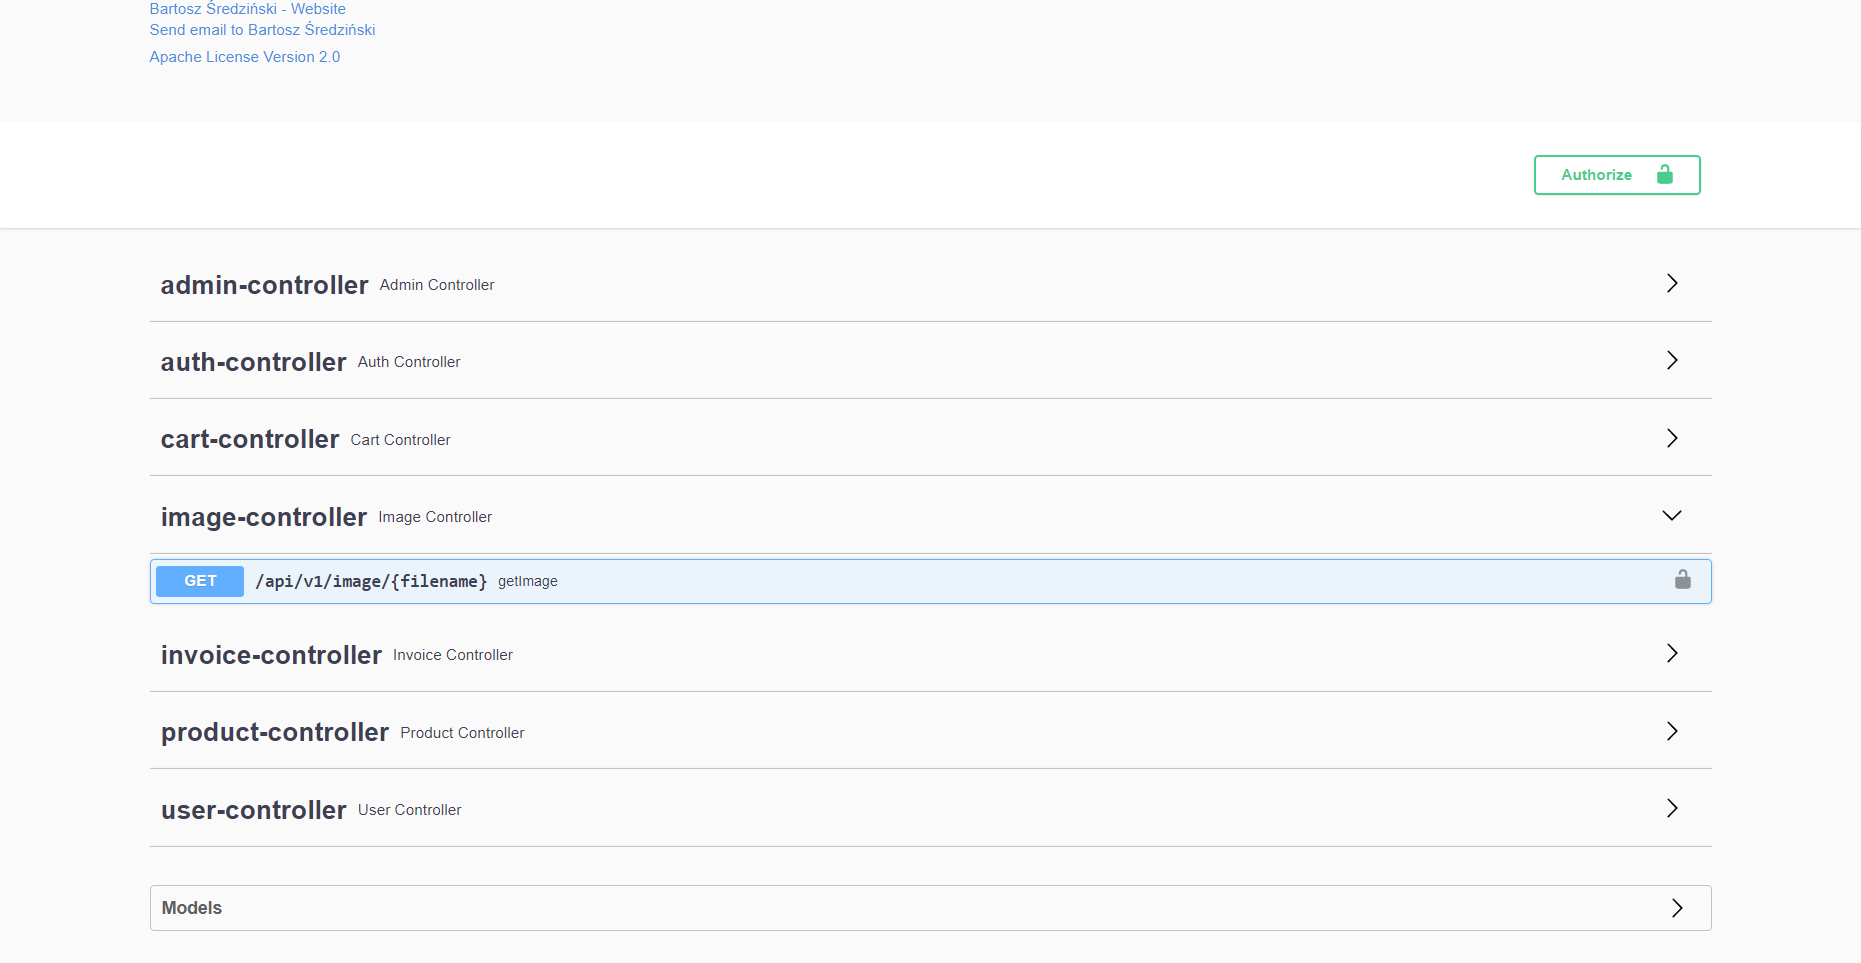 Bartosz Średziński - Website
Send email to Bartosz Średziński
Apache License Version 2.0
Authorize
admin-controller Admin Controller
auth-controller Auth Controller
cart-controller Cart Controller
image-controller Image Controller
GET /api/v1/image/{filename} getImage
invoice-controller Invoice Controller
product-controller Product Controller
user-controller User Controller
Models